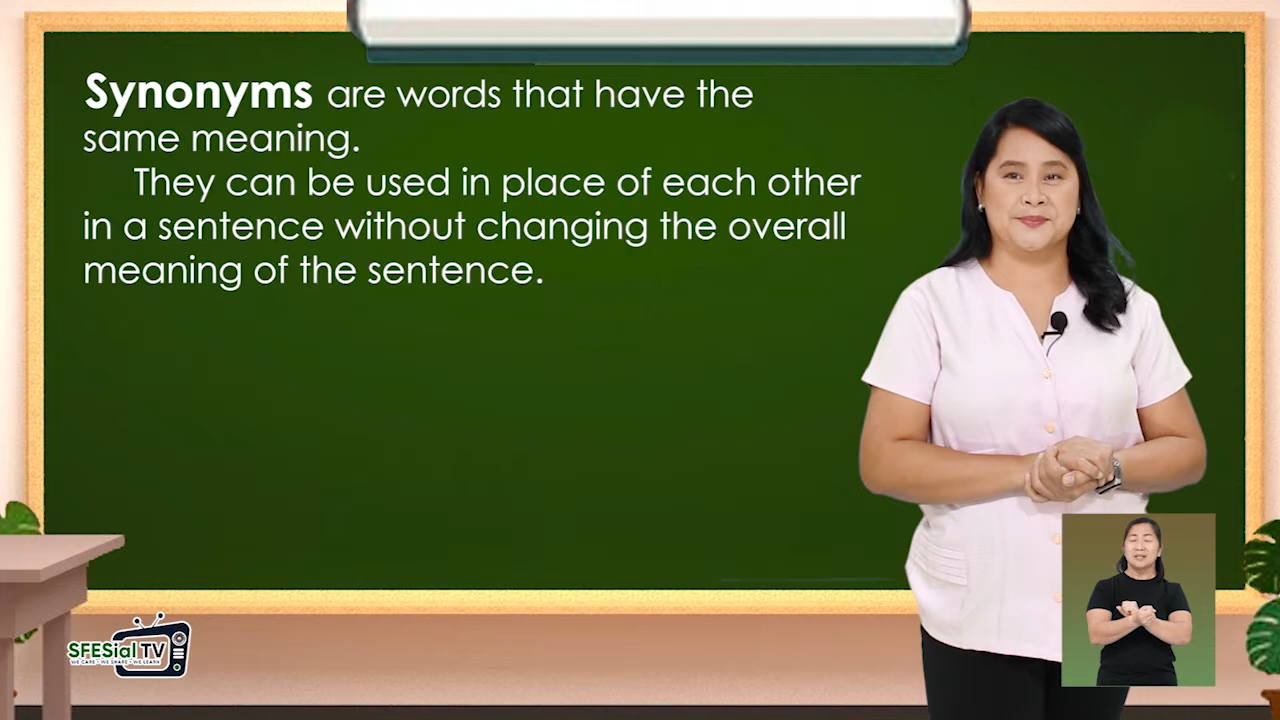 Synonyms are words that have the
same meaning.
They can be used in place of each other
in a sentence without changing the overall
meaning of the sentence.
SFESial TV
WE CARE • WE SHARE • WE LEARN